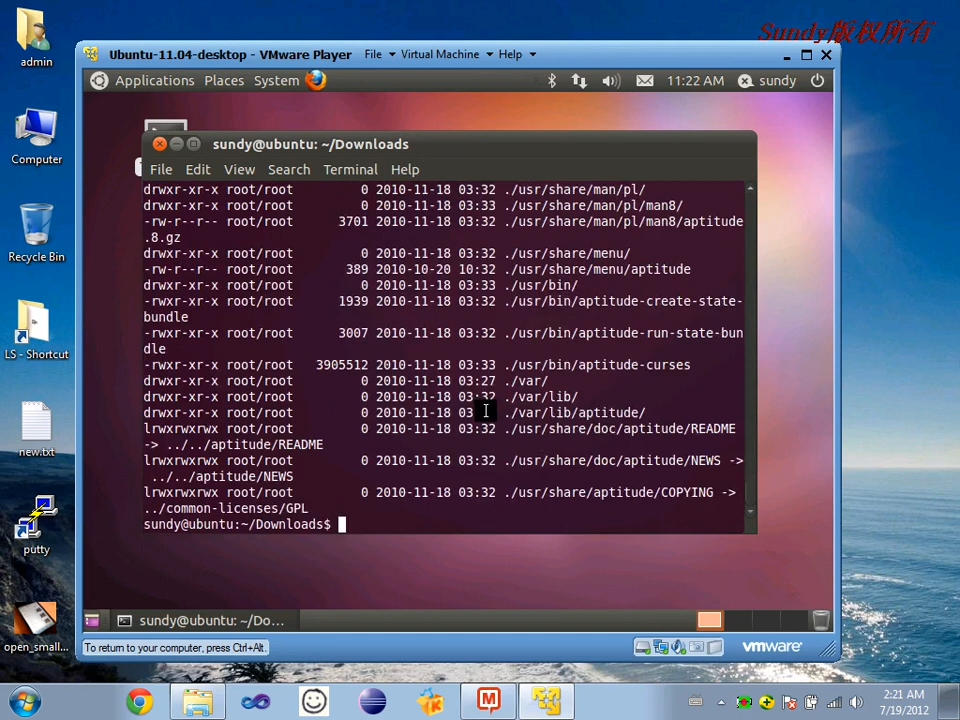 Sundy版权所有
admin
Computer
Recycle Bin
LS - Shortcut
new.txt
putty
open_small...
Ubuntu-11.04-desktop - VMware Player File Virtual Machine Help
Applications Places System 11:22 AM sundy
sundy@ubuntu: ~/Downloads
File Edit View Search Terminal Help
drwxr-xr-x root/root 0 2010-11-18 03:32 ./usr/share/man/pl/
drwxr-xr-x root/root 0 2010-11-18 03:33 ./usr/share/man/pl/man8/
-rw-r--r-- root/root 3701 2010-11-18 03:32 ./usr/share/man/pl/man8/aptitude
.8.gz
drwxr-xr-x root/root 0 2010-11-18 03:32 ./usr/share/menu/
-rw-r--r-- root/root 389 2010-10-20 10:32 ./usr/share/menu/aptitude
drwxr-xr-x root/root 0 2010-11-18 03:33 ./usr/bin/
-rwxr-xr-x root/root 1939 2010-11-18 03:32 ./usr/bin/aptitude-create-state-
bundle
-rwxr-xr-x root/root 3007 2010-11-18 03:32 ./usr/bin/aptitude-run-state-bun
dle
-rwxr-xr-x root/root 3905512 2010-11-18 03:33 ./usr/bin/aptitude-curses
drwxr-xr-x root/root 0 2010-11-18 03:27 ./var/
drwxr-xr-x root/root 0 2010-11-18 03:32 ./var/lib/
drwxr-xr-x root/root 0 2010-11-18 03 ./var/lib/aptitude/
lrwxrwxrwx root/root 0 2010-11-18 03:32 ./usr/share/doc/aptitude/README
-> ../../aptitude/README
lrwxrwxrwx root/root 0 2010-11-18 03:32 ./usr/share/doc/aptitude/NEWS ->
../../aptitude/NEWS
lrwxrwxrwx root/root 0 2010-11-18 03:32 ./usr/share/aptitude/COPYING ->
../common-licenses/GPL
sundy@ubuntu:~/Downloads$
sundy@ubuntu: ~/Do...
To return to your computer, press Ctrl+Alt.
vmware
2:21 AM
7/19/2012